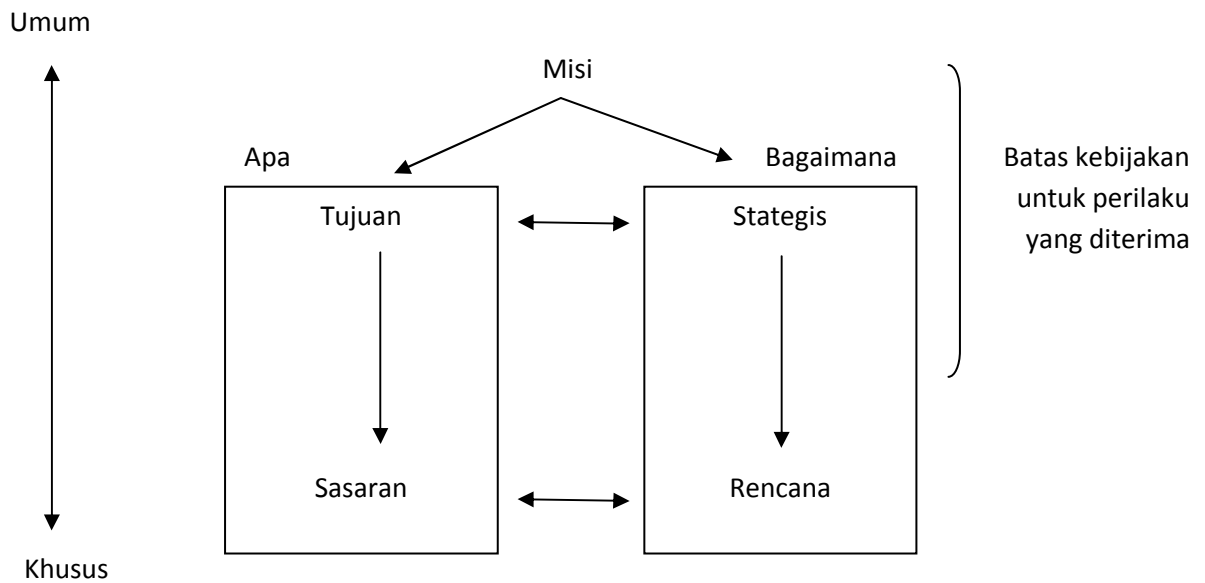 Umum
Misi
Apa
Bagaimana
Batas kebijakan
untuk perilaku
yang diterima
Tujuan
Stategis
Sasaran
Rencana
Khusus